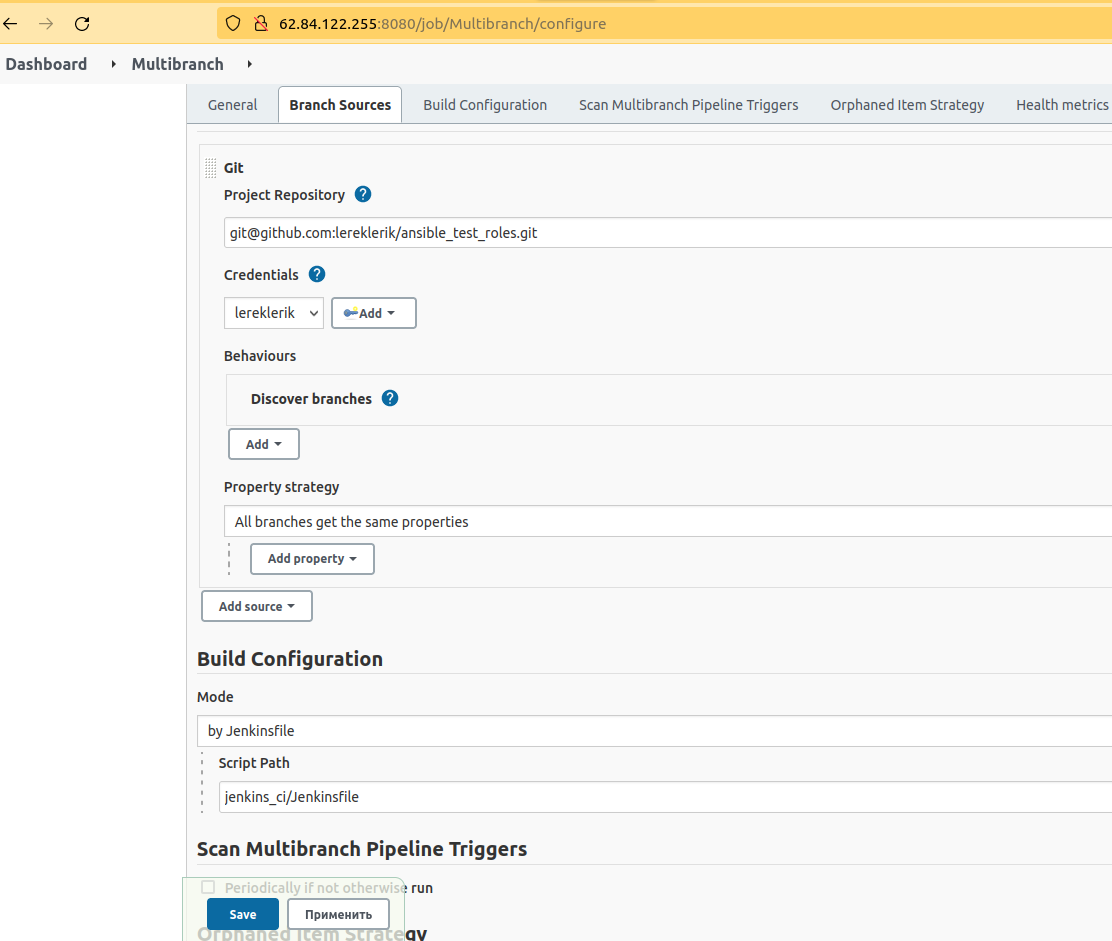 62.84.122.255:8080/job/Multibranch/configure
Dashboard Multibranch
General Branch Sources Build Configuration Scan Multibranch Pipeline Triggers Orphaned Item Strategy Health metrics
Git
Project Repository ?
git@github.com:lereklerik/ansible_test_roles.git
Credentials ?
lereklerik Add
Behaviours
Discover branches ?
Add
Property strategy
All branches get the same properties
Add property
Add source
Build Configuration
Mode
by Jenkinsfile
Script Path
jenkins_ci/Jenkinsfile
Scan Multibranch Pipeline Triggers
Periodically if not otherwise run
Save Применить
Orphaned Item Strategy